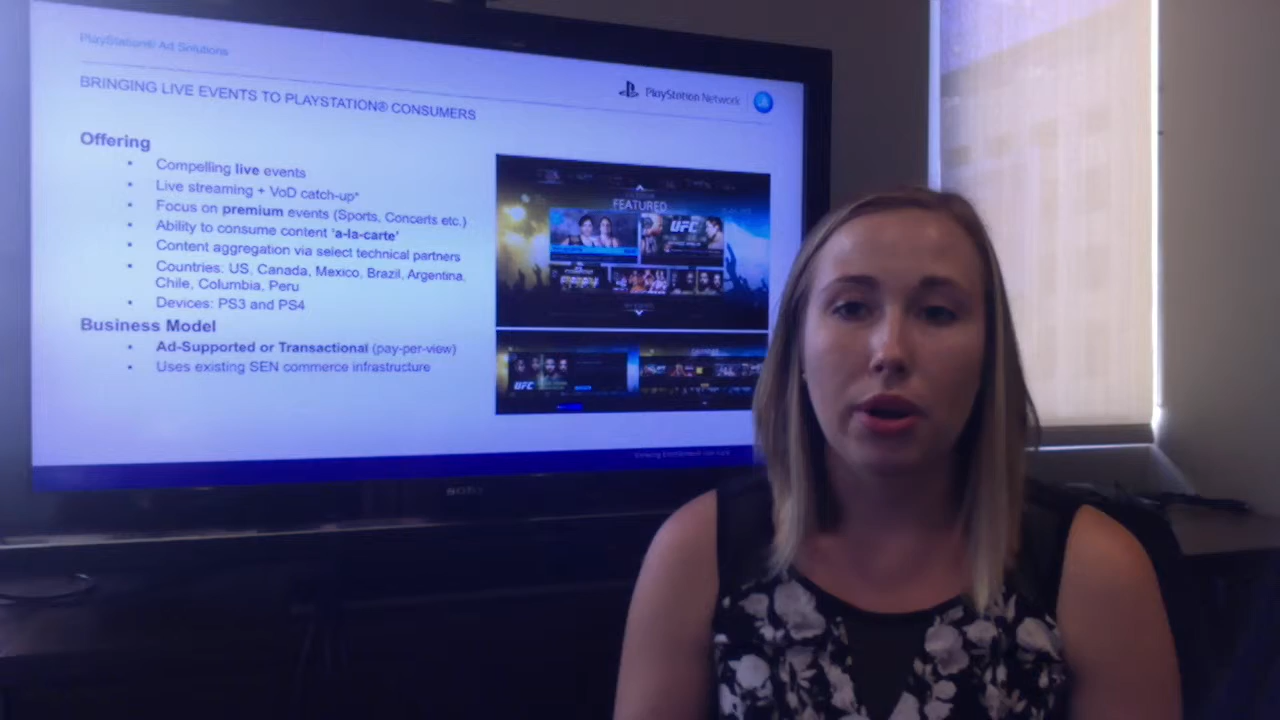 PlayStation® Ad Solutions
BRINGING LIVE EVENTS TO PLAYSTATION® CONSUMERS
PlayStation Network
Offering
▪ Compelling live events
▪ Live streaming + VoD catch-up*
▪ Focus on premium events (Sports, Concerts etc.)
▪ Ability to consume content ‘a-la-carte’
▪ Content aggregation via select technical partners
▪ Countries: US, Canada, Mexico, Brazil, Argentina,
Chile, Columbia, Peru
▪ Devices: PS3 and PS4
Business Model
▪ Ad-Supported or Transactional (pay-per-view)
▪ Uses existing SEN commerce infrastructure
FEATURED
UFC
UFC
SONY